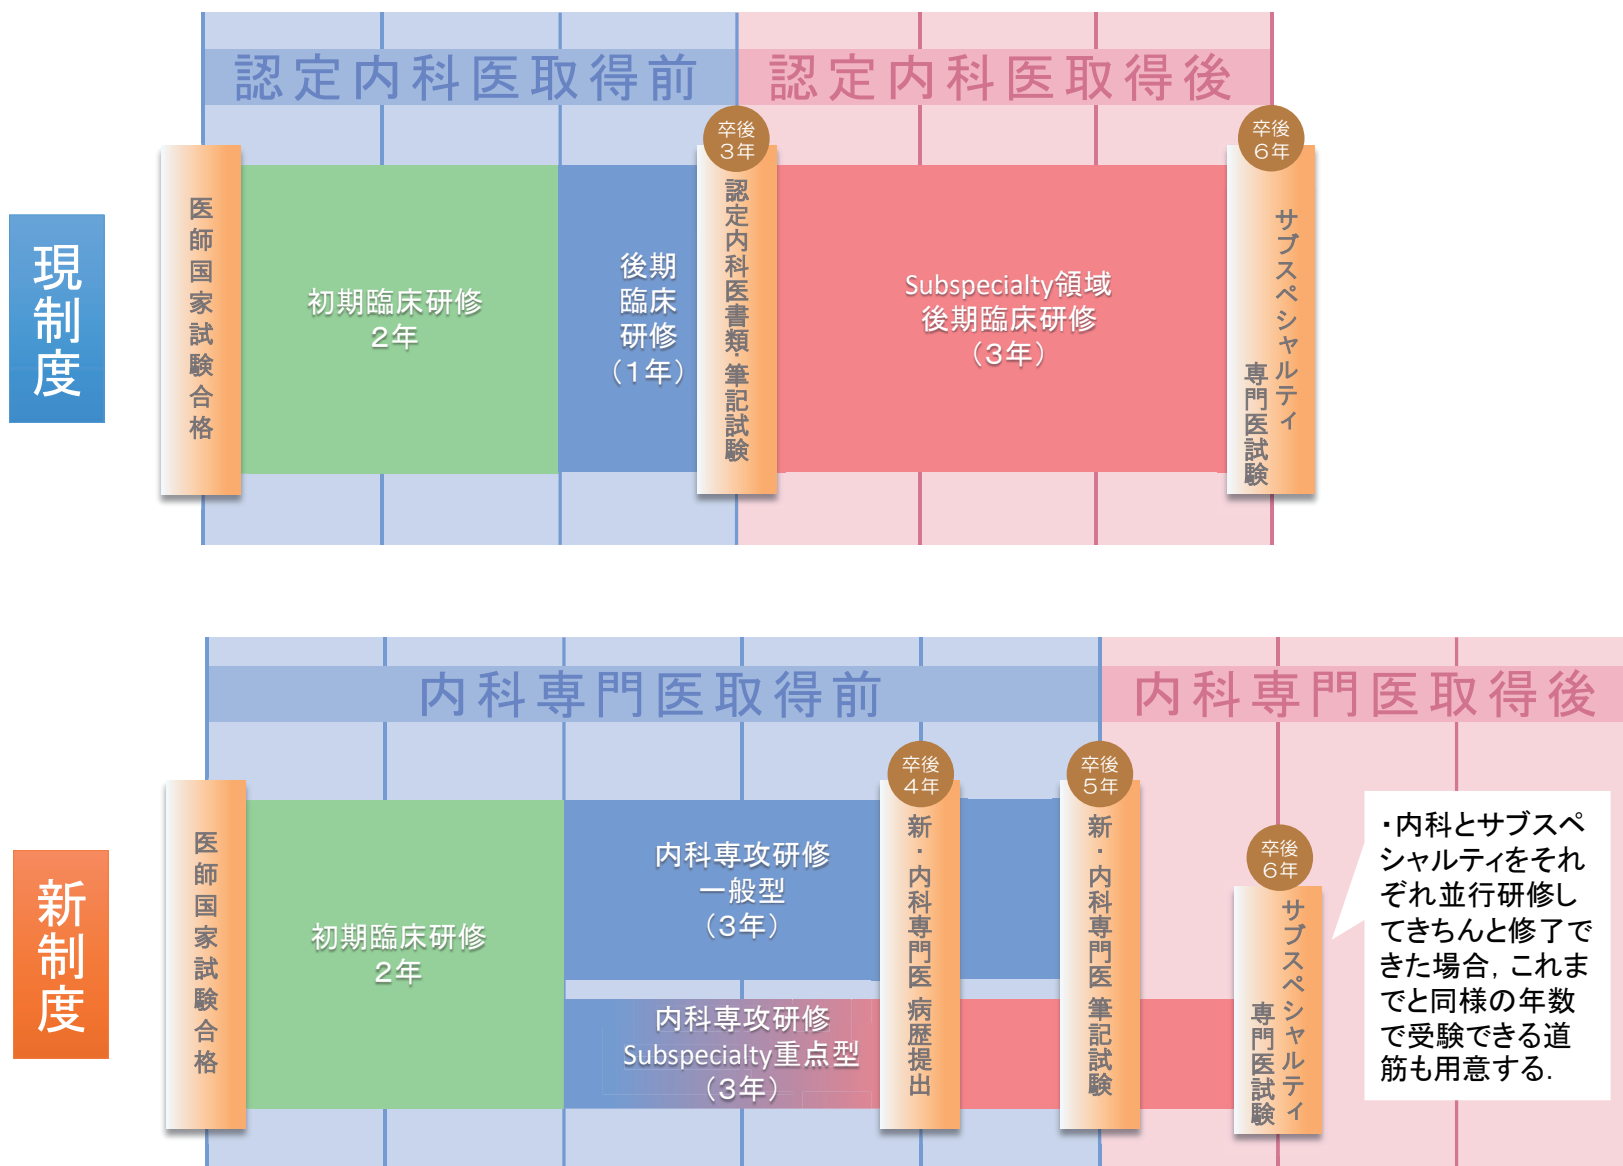 認定内科医取得前
認定内科医取得後
現制度
医師国家試験合格
初期臨床研修
2年
後期
臨床
研修
（1年）
卒後
3年
認定内科医書類・筆記試験
Subspecialty領域
後期臨床研修
（3年）
卒後
6年
サブスペシャルティ
専門医試験
内科専門医取得前
内科専門医取得後
新制度
医師国家試験合格
初期臨床研修
2年
内科専攻研修
一般型
（3年）
内科専攻研修
Subspecialty重点型
（3年）
卒後
4年
新・内科専門医 病歴提出
卒後
5年
新・内科専門医 筆記試験
卒後
6年
サブスペシャルティ
専門医試験
・内科とサブスペ
シャルティをそれ
ぞれ並行研修し
てきちんと修了で
きた場合，これま
でと同様の年数
で受験できる道
筋も用意する．